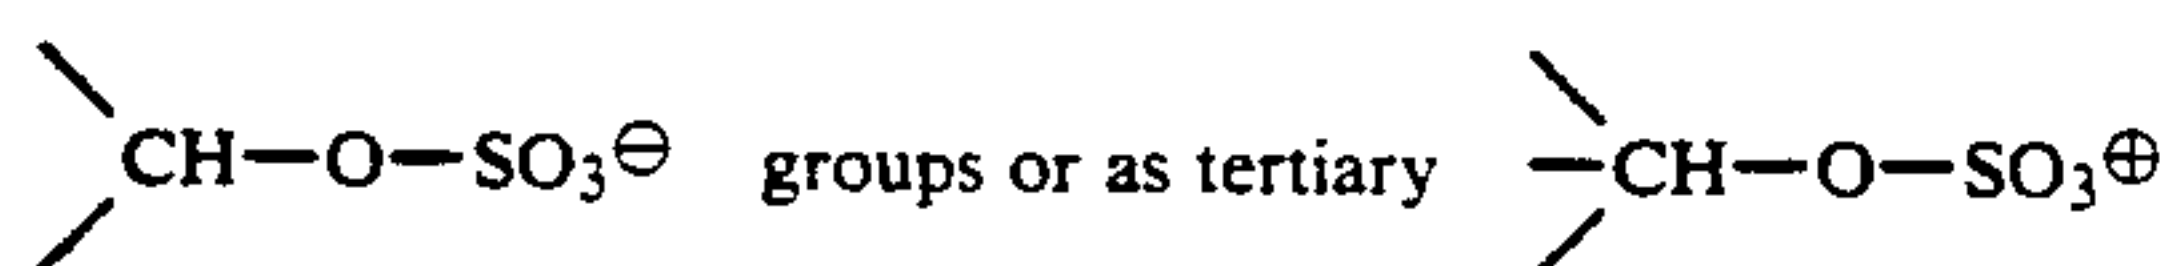 CH—O—SO₃⊖ groups or as tertiary —CH—O—SO₃⊕